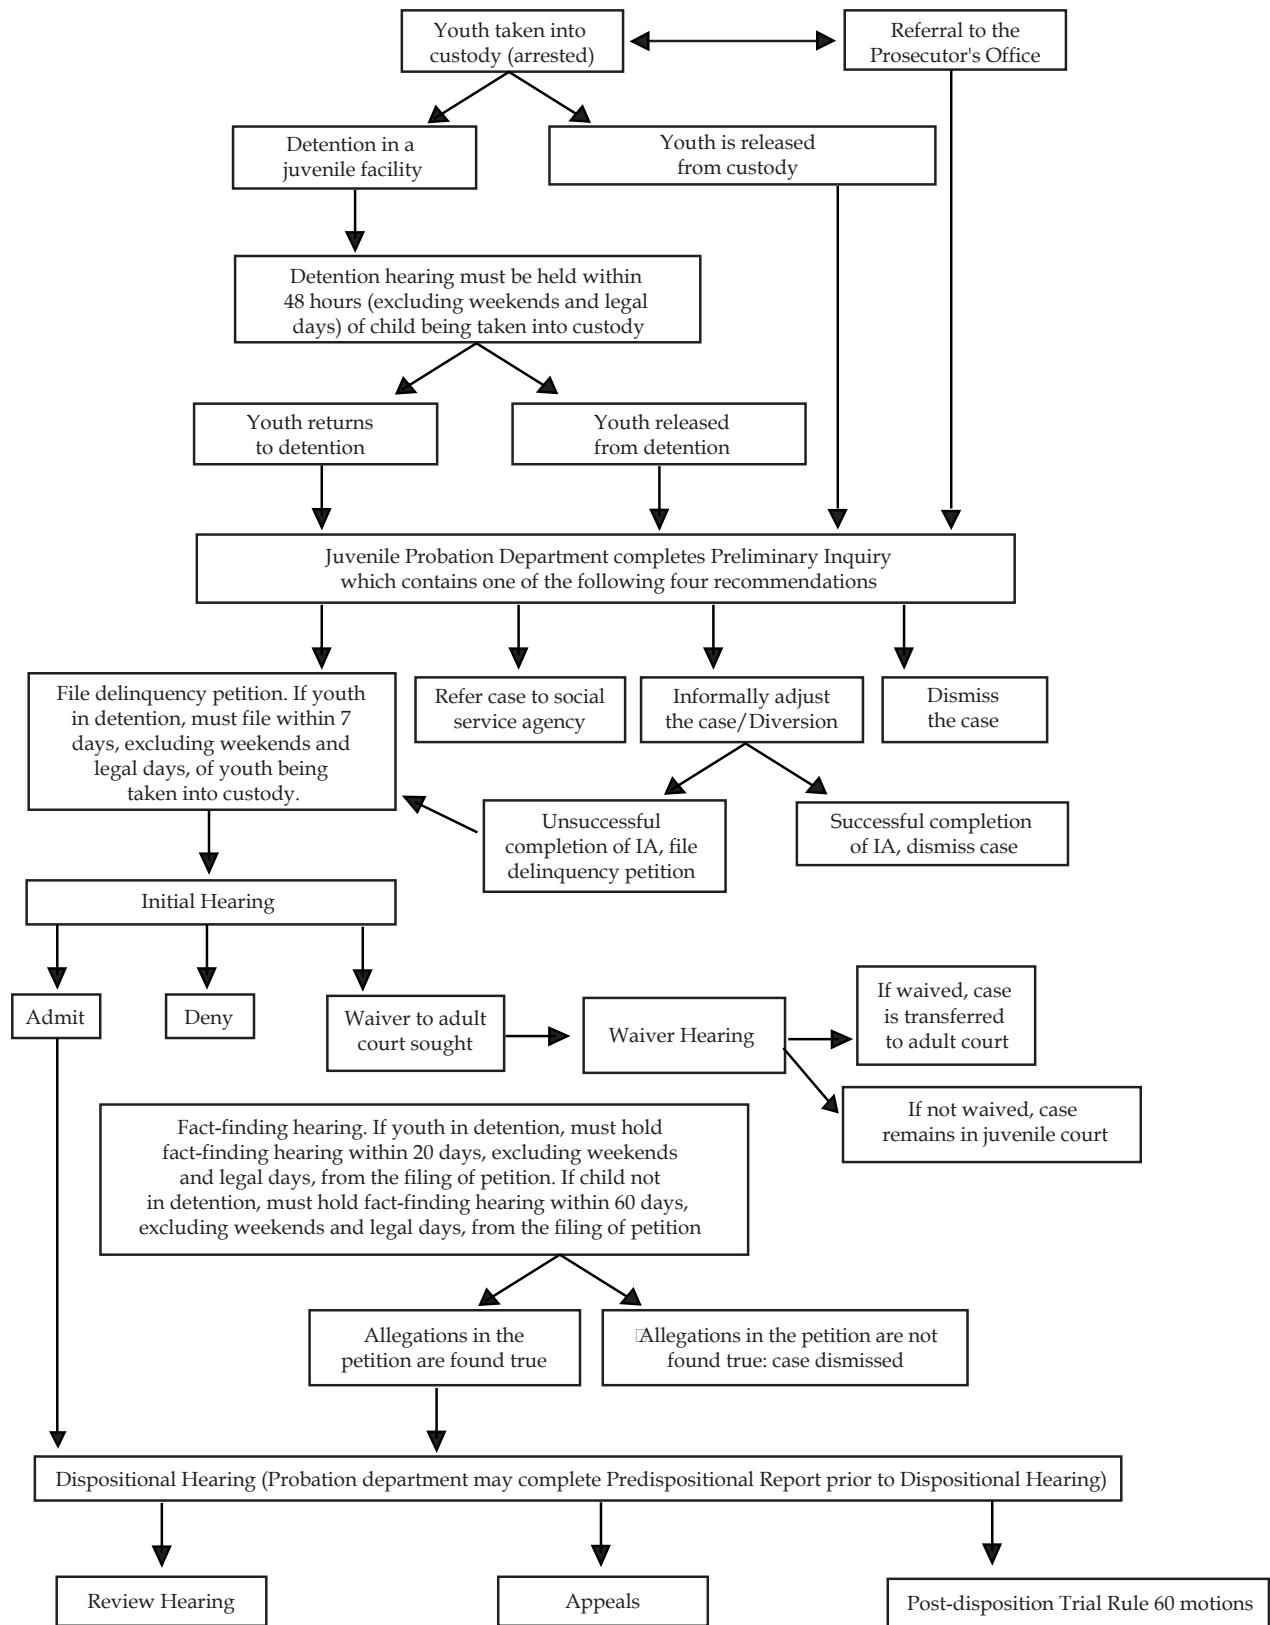 Youth taken into
custody (arrested)
Referral to the
Prosecutor's Office
Detention in a
juvenile facility
Youth is released
from custody
Detention hearing must be held within
48 hours (excluding weekends and legal
days) of child being taken into custody
Youth returns
to detention
Youth released
from detention
Juvenile Probation Department completes Preliminary Inquiry
which contains one of the following four recommendations
File delinquency petition. If youth
in detention, must file within 7
days, excluding weekends and
legal days, of youth being
taken into custody.
Refer case to social
service agency
Informally adjust
the case/Diversion
Dismiss
the case
Unsuccessful
completion of IA, file
delinquency petition
Successful completion
of IA, dismiss case
Initial Hearing
Admit
Deny
Waiver to adult
court sought
Waiver Hearing
If waived, case
is transferred
to adult court
If not waived, case
remains in juvenile court
Fact-finding hearing. If youth in detention, must hold
fact-finding hearing within 20 days, excluding weekends
and legal days, from the filing of petition. If child not
in detention, must hold fact-finding hearing within 60 days,
excluding weekends and legal days, from the filing of petition
Allegations in the
petition are found true
Allegations in the petition are not
found true: case dismissed
Dispositional Hearing (Probation department may complete Predispositional Report prior to Dispositional Hearing)
Review Hearing
Appeals
Post-disposition Trial Rule 60 motions